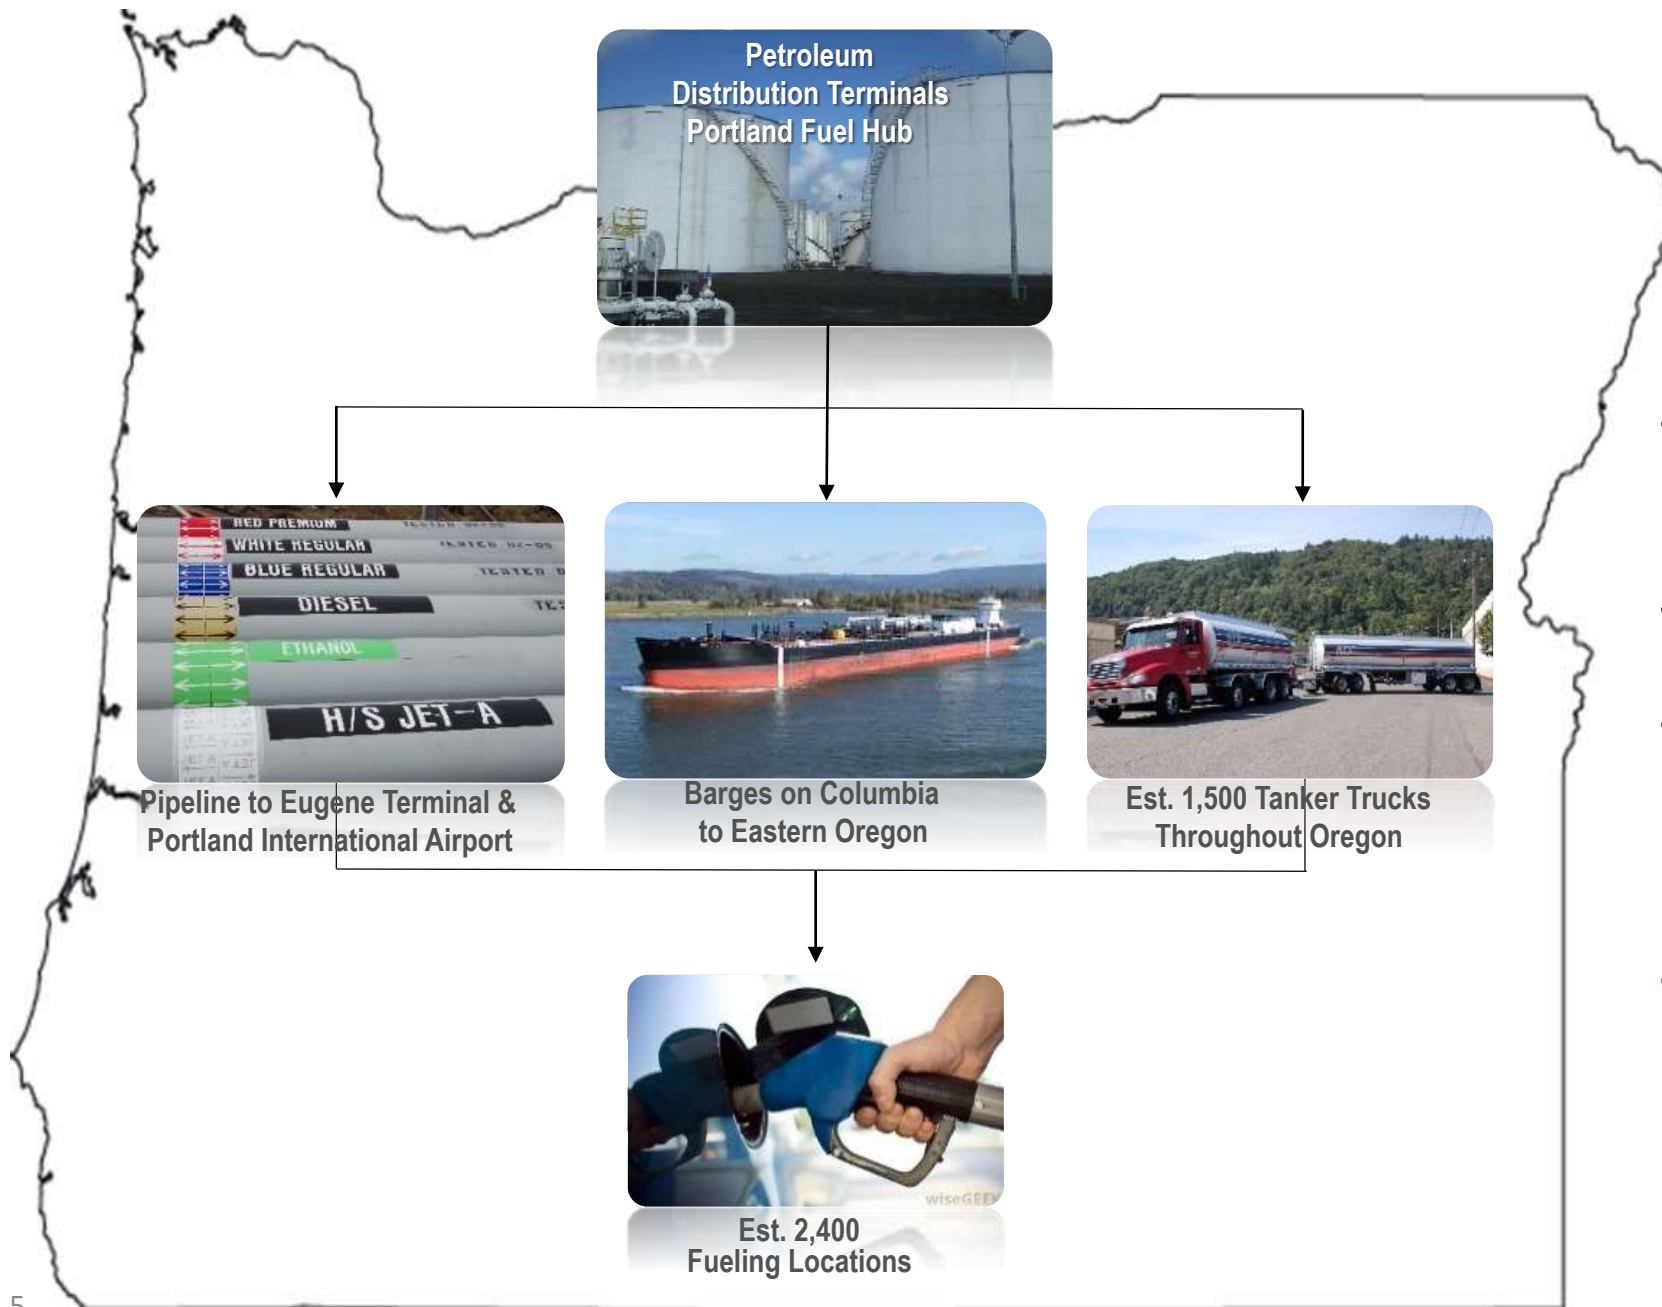 Petroleum
Distribution Terminals
Portland Fuel Hub
RED PREMIUM
WHITE REGULAR
BLUE REGULAR
DIESEL
ETHANOL
H/S JET-A
JET A
Pipeline to Eugene Terminal &
Portland International Airport
Barges on Columbia
to Eastern Oregon
Est. 1,500 Tanker Trucks
Throughout Oregon
wiseGEEK
Est. 2,400
Fueling Locations
5